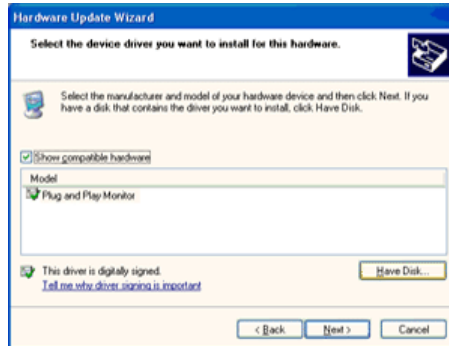 Hardware Update Wizard
Select the device driver you want to install for this hardware.
Select the manufacturer and model of your hardware device and then click Next. If you
have a disk that contains the driver you want to install, click Have Disk.
Show compatible hardware
Model
Plug and Play Monitor
This driver is digitally signed.
Tell me why driver signing is important
Have Disk...
< Back
Next >
Cancel